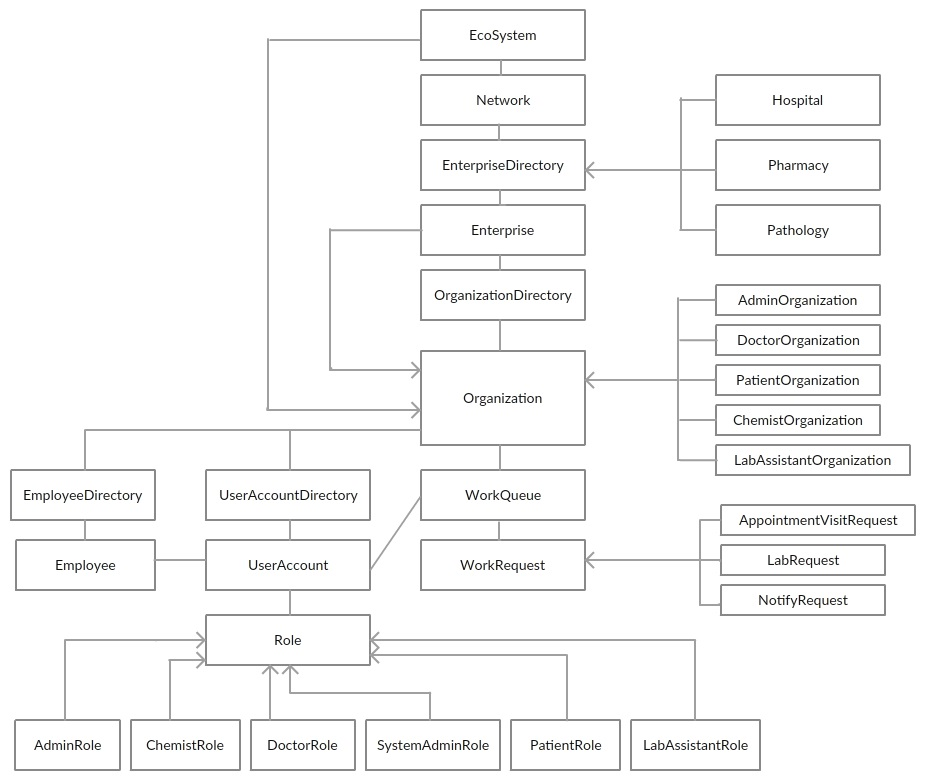 EcoSystem
Network
Hospital
EnterpriseDirectory
Pharmacy
Enterprise
Pathology
OrganizationDirectory
AdminOrganization
DoctorOrganization
PatientOrganization
Organization
ChemistOrganization
LabAssistantOrganization
EmployeeDirectory
UserAccountDirectory
WorkQueue
AppointmentVisitRequest
Employee
UserAccount
WorkRequest
LabRequest
NotifyRequest
Role
AdminRole
ChemistRole
DoctorRole
SystemAdminRole
PatientRole
LabAssistantRole